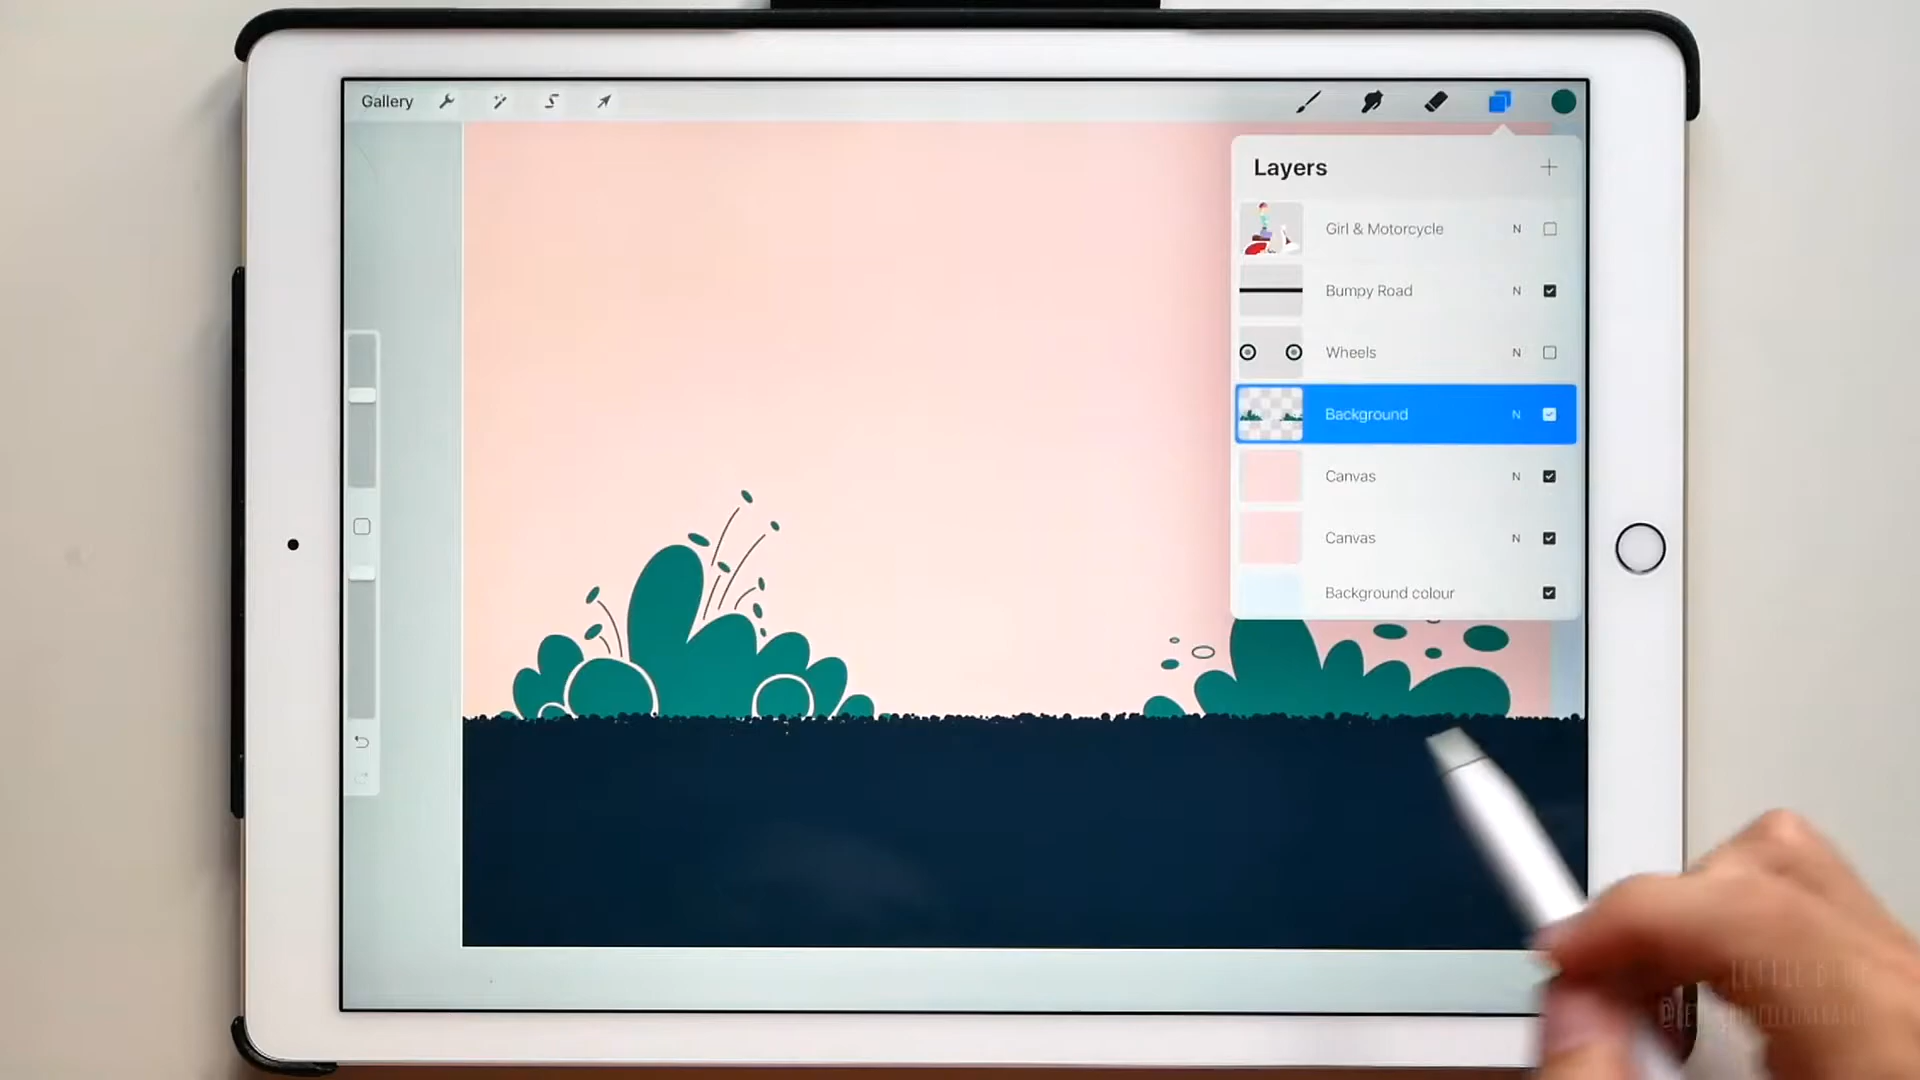 Gallery
Layers
Girl & Motorcycle N
Bumpy Road N
Wheels N
Background N
Canvas N
Canvas N
Background colour